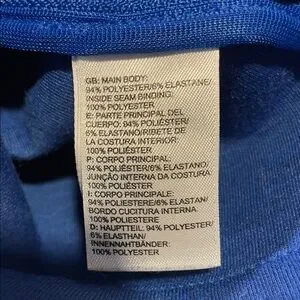 GB: MAIN BODY:
94% POLYESTER/6% ELASTANE/
INSIDE SEAM BINDING:
100% POLYESTER
E: PARTE PRINCIPAL DEL
CUERPO: 94% POLIÉSTER/
6% ELASTANO/RIBETE DE
LA COSTURA INTERIOR:
100% POLIÉSTER
P: CORPO PRINCIPAL:
94% POLIÉSTER/6% ELASTANO/
JUNÇÃO INTERNA DA COSTURA:
100% POLIÉSTER
I: CORPO PRINCIPALE:
94% POLIESTERE/6% ELASTAN/
BORDO CUCITURA INTERNA:
100% POLIESTERE
D: HAUPTTEIL: 94% POLYESTER/
6% ELASTHAN/
INNENNAHTBÄNDER:
100% POLYESTER